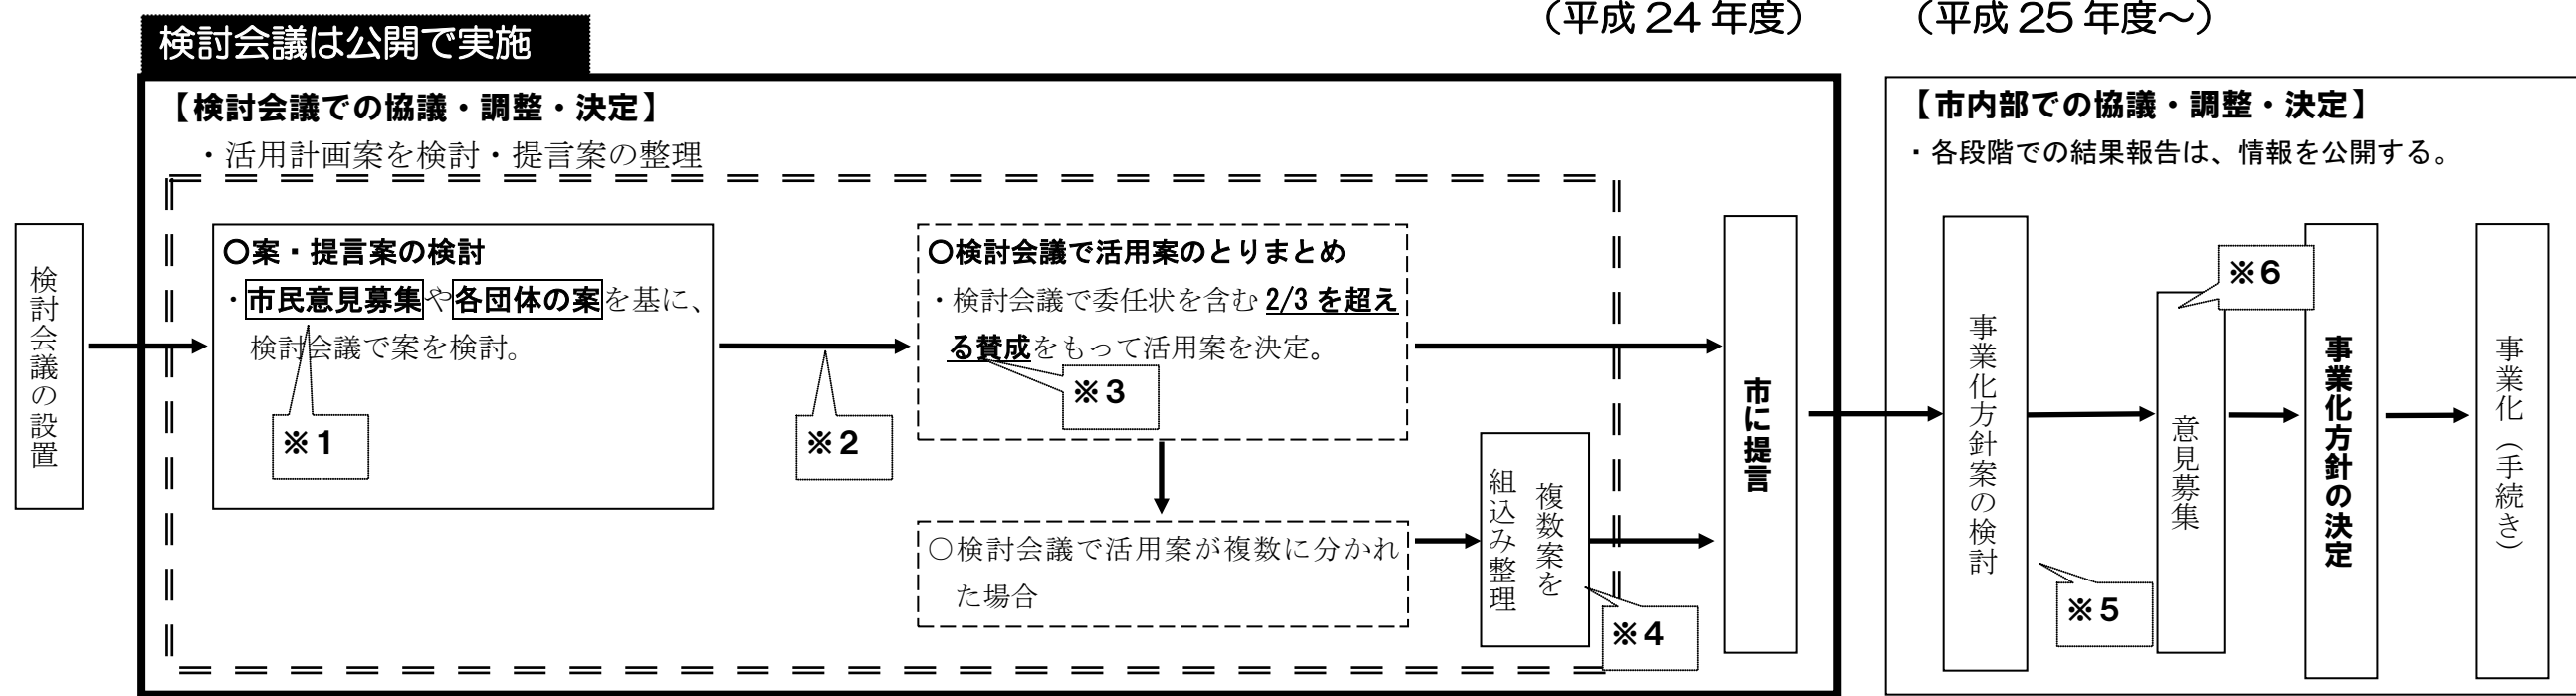 （平成 24 年度）
（平成 25 年度～）
検討会議は公開で実施
【検討会議での協議・調整・決定】
・活用計画案を検討・提言案の整理
検討会議の設置
〇案・提言案の検討
・市民意見募集や各団体の案を基に、
検討会議で案を検討。
※１
※２
〇検討会議で活用案のとりまとめ
・検討会議で委任状を含む 2/3 を超え
る賛成をもって活用案を決定。
※３
〇検討会議で活用案が複数に分かれ
た場合
複数案を
組込み整理
※４
市に提言
【市内部での協議・調整・決定】
・各段階での結果報告は、情報を公開する。
事業化方針案の検討
※５
意見募集
※６
事業化方針の決定
事業化（手続き）